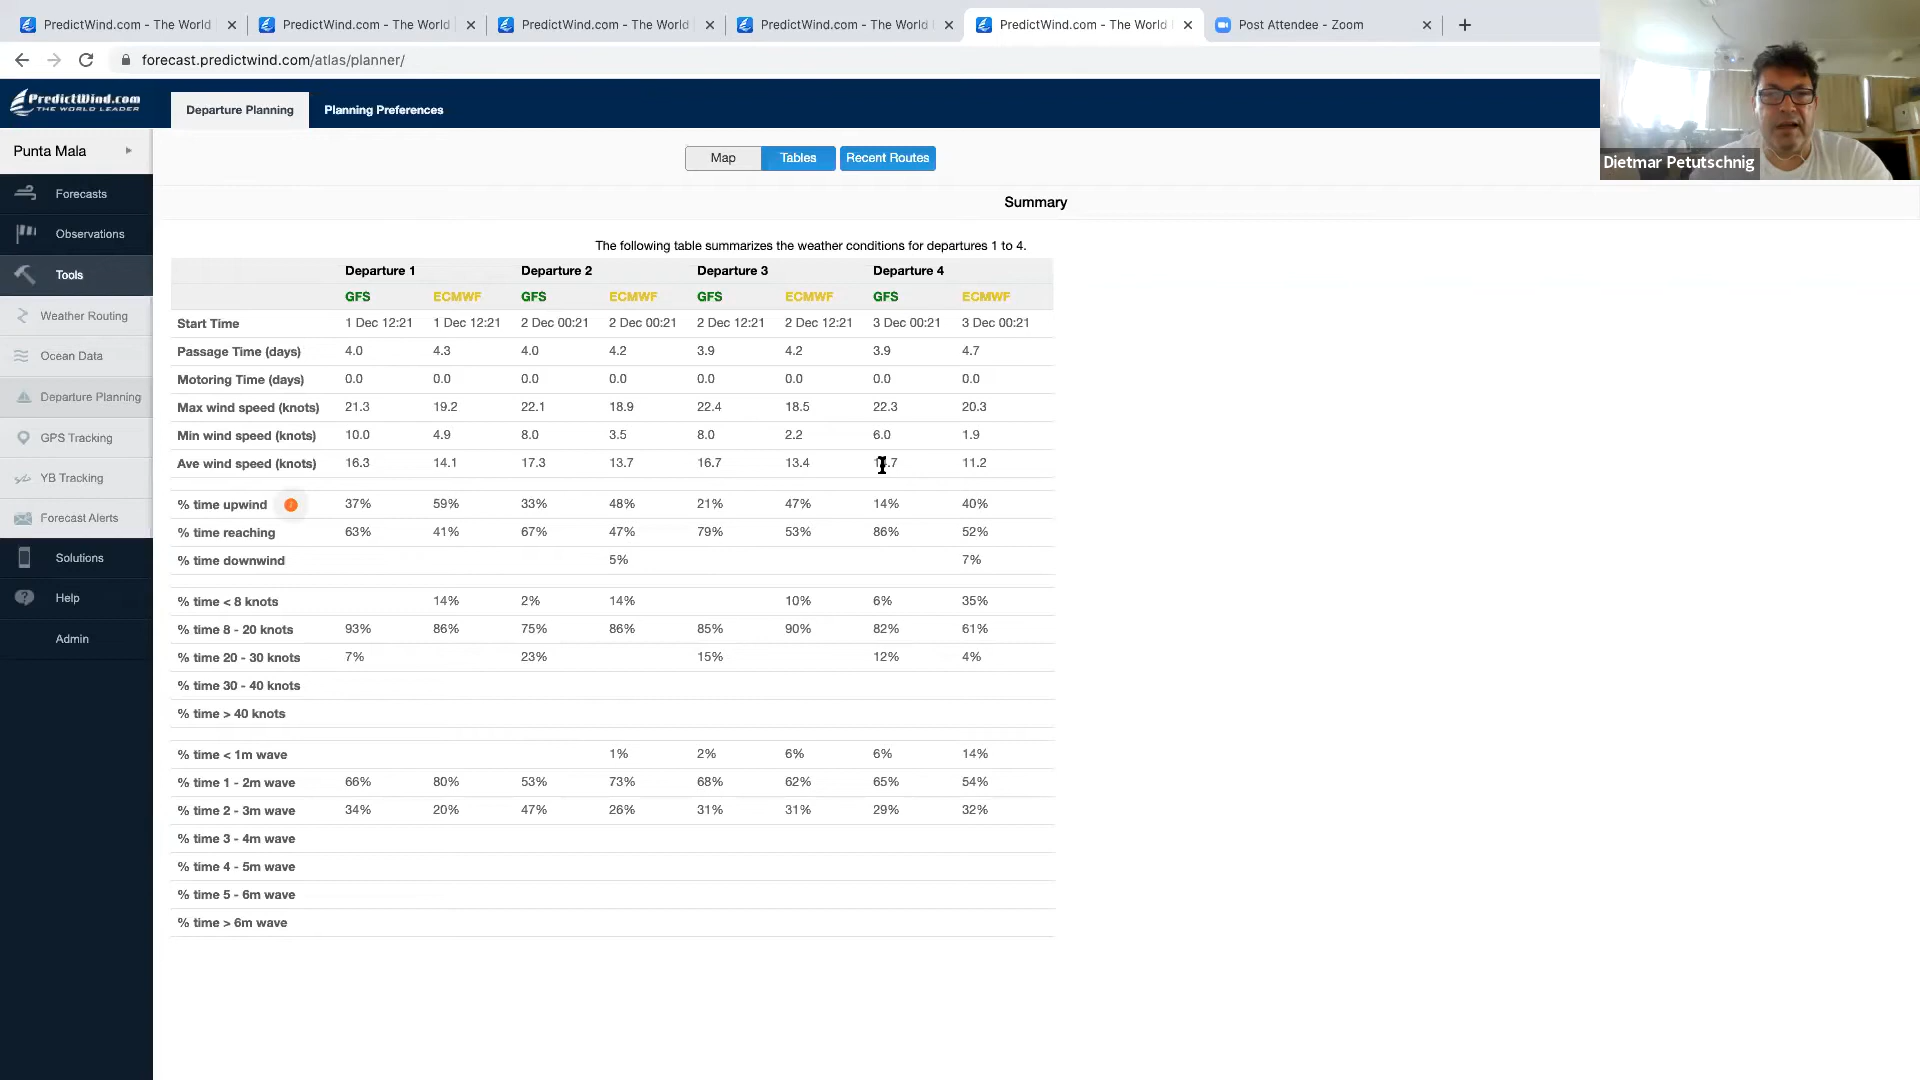 PredictWind.com - The World
PredictWind.com - The World
PredictWind.com - The World
PredictWind.com - The World
PredictWind.com - The World
Post Attendee - Zoom
forecast.predictwind.com/atlas/planner/
PredictWind.com
THE WORLD LEADER
Departure Planning
Planning Preferences
Dietmar Petutschnig
Punta Mala
Forecasts
Observations
Tools
Weather Routing
Ocean Data
Departure Planning
GPS Tracking
YB Tracking
Forecast Alerts
Solutions
Help
Admin
Map Tables Recent Routes
Summary
The following table summarizes the weather conditions for departures 1 to 4.
Departure 1 Departure 2 Departure 3 Departure 4
GFS ECMWF GFS ECMWF GFS ECMWF GFS ECMWF
Start Time 1 Dec 12:21 1 Dec 12:21 2 Dec 00:21 2 Dec 00:21 2 Dec 12:21 2 Dec 12:21 3 Dec 00:21 3 Dec 00:21
Passage Time (days) 4.0 4.3 4.0 4.2 3.9 4.2 3.9 4.7
Motoring Time (days) 0.0 0.0 0.0 0.0 0.0 0.0 0.0 0.0
Max wind speed (knots) 21.3 19.2 22.1 18.9 22.4 18.5 22.3 20.3
Min wind speed (knots) 10.0 4.9 8.0 3.5 8.0 2.2 6.0 1.9
Ave wind speed (knots) 16.3 14.1 17.3 13.7 16.7 13.4 11.2
% time upwind 37% 59% 33% 48% 21% 47% 14% 40%
% time reaching 63% 41% 67% 47% 79% 53% 86% 52%
% time downwind 5% 7%
% time < 8 knots 14% 2% 14% 10% 6% 35%
% time 8 - 20 knots 93% 86% 75% 86% 85% 90% 82% 61%
% time 20 - 30 knots 7% 23% 15% 12% 4%
% time 30 - 40 knots
% time > 40 knots
% time < 1m wave 1% 2% 6% 6% 14%
% time 1 - 2m wave 66% 80% 53% 73% 68% 62% 65% 54%
% time 2 - 3m wave 34% 20% 47% 26% 31% 31% 29% 32%
% time 3 - 4m wave
% time 4 - 5m wave
% time 5 - 6m wave
% time > 6m wave